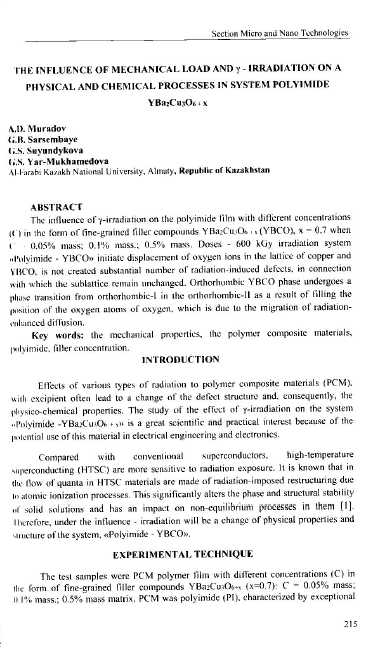 Section Micro and Nano Technologies
THE INFLUENCE OF MECHANICAL LOAD AND γ - IRRADIATION ON A
PHYSICAL AND CHEMICAL PROCESSES IN SYSTEM POLYIMIDE
YBa2Cu3O6 + x
A.D. Muradov
G.B. Sarsembaye
G.S. Suyundykova
G.S. Yar-Mukhamedova
Al-Farabi Kazakh National University, Almaty, Republic of Kazakhstan
ABSTRACT
The influence of γ-irradiation on the polyimide film with different concentrations
(C) in the form of fine-grained filler compounds YBa2Cu3O6 + x (YBCO), x = 0.7 when
C - 0.05% mass; 0.1% mass.; 0.5% mass. Doses - 600 kGy irradiation system
«Polyimide - YBCO» initiate displacement of oxygen ions in the lattice of copper and
YBCO, is not created substantial number of radiation-induced defects, in connection
with which the sublattice remain unchanged. Orthorhombic YBCO phase undergoes a
phase transition from orthorhombic-I in the orthorhombic-II as a result of filling the
position of the oxygen atoms of oxygen, which is due to the migration of radiation-
enhanced diffusion.
Key words: the mechanical properties, the polymer composite materials,
polyimide, filler concentration.
INTRODUCTION
Effects of various types of radiation to polymer composite materials (PCM),
with excipient often lead to a change of the defect structure and, consequently, the
physico-chemical properties. The study of the effect of γ-irradiation on the system
«Polyimide -YBa2Cu3O6 + x» is a great scientific and practical interest because of the
potential use of this material in electrical engineering and electronics.
Compared with conventional superconductors, high-temperature
superconducting (HTSC) are more sensitive to radiation exposure. It is known that in
the flow of quanta in HTSC materials are made of radiation-imposed restructuring due
to atomic ionization processes. This significantly alters the phase and structural stability
of solid solutions and has an impact on non-equilibrium processes in them [1].
Therefore, under the influence - irradiation will be a change of physical properties and
structure of the system, «Polyimide - YBCO».
EXPERIMENTAL TECHNIQUE
The test samples were PCM polymer film with different concentrations (C) in
the form of fine-grained filler compounds YBa2Cu3O6+x (x=0.7): C = 0.05% mass;
0.1% mass.; 0.5% mass matrix. PCM was polyimide (PI), characterized by exceptional
215